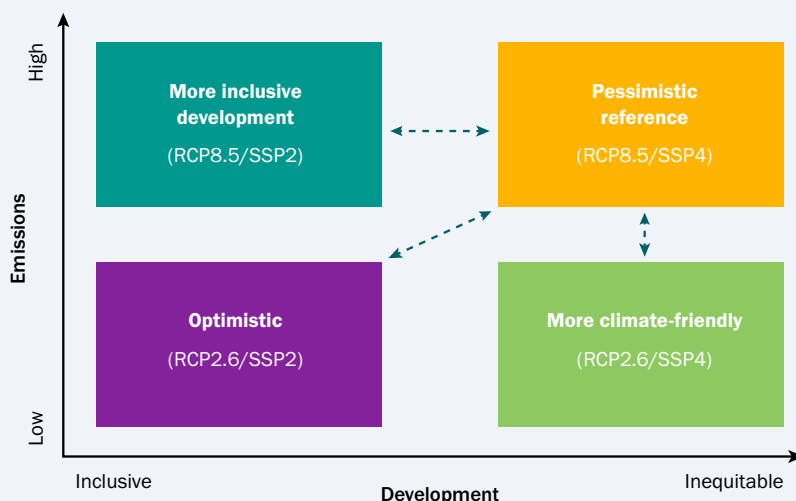 High
More inclusive
development
(RCP8.5/SSP2)
Pessimistic
reference
(RCP8.5/SSP4)
Emissions
Optimistic
(RCP2.6/SSP2)
More climate-friendly
(RCP2.6/SSP4)
Low
Inclusive
Development
Inequitable